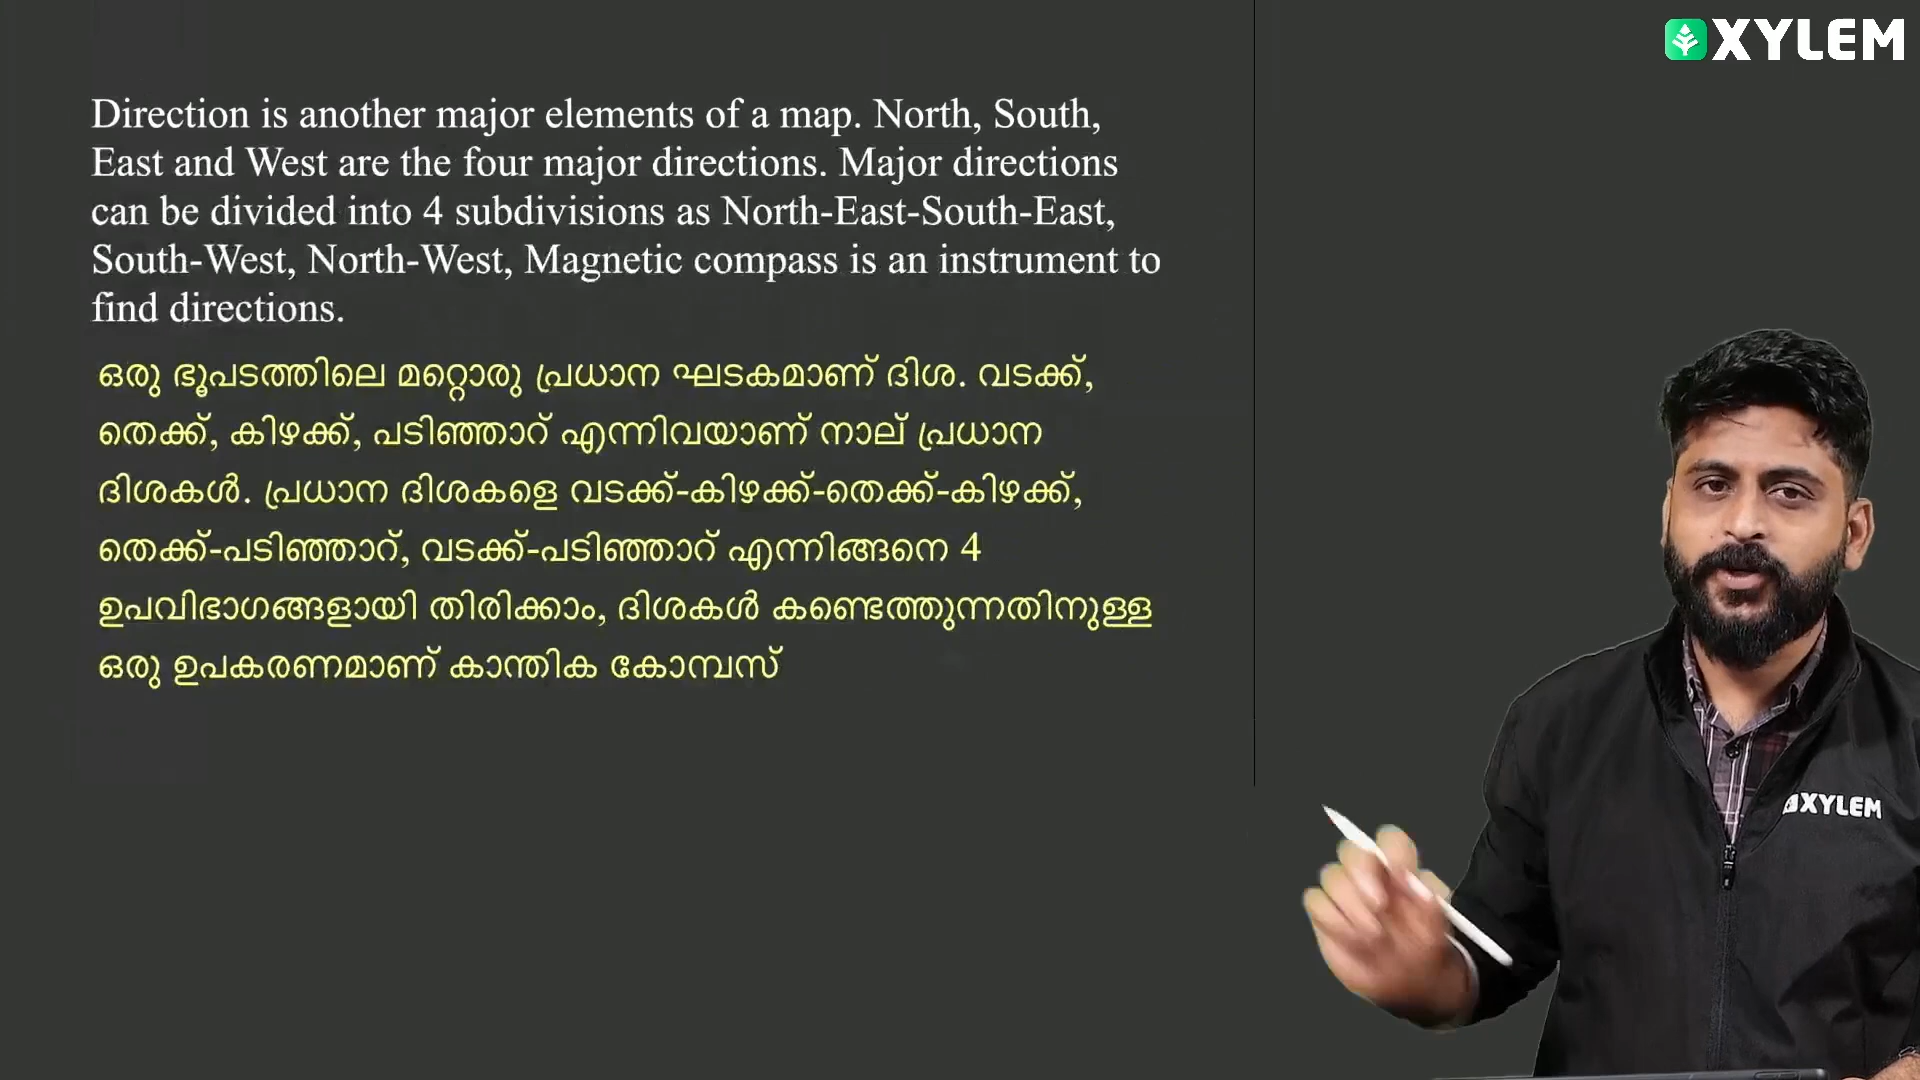 XYLEM
Direction is another major elements of a map. North, South,
East and West are the four major directions. Major directions
can be divided into 4 subdivisions as North-East-South-East,
South-West, North-West, Magnetic compass is an instrument to
find directions.
ഒരു ഭൂപടത്തിലെ മറ്റൊരു പ്രധാന ഘടകമാണ് ദിശ. വടക്ക്,
തെക്ക്, കിഴക്ക്, പടിഞ്ഞാറ് എന്നിവയാണ് നാല് പ്രധാന
ദിശകൾ. പ്രധാന ദിശകളെ വടക്ക്-കിഴക്ക്-തെക്ക്-കിഴക്ക്,
തെക്ക്-പടിഞ്ഞാറ്, വടക്ക്-പടിഞ്ഞാറ് എന്നിങ്ങനെ 4
ഉപവിഭാഗങ്ങളായി തിരിക്കാം, ദിശകൾ കണ്ടെത്തുന്നതിനുള്ള
ഒരു ഉപകരണമാണ് കാന്തിക കോമ്പസ്
XYLEM